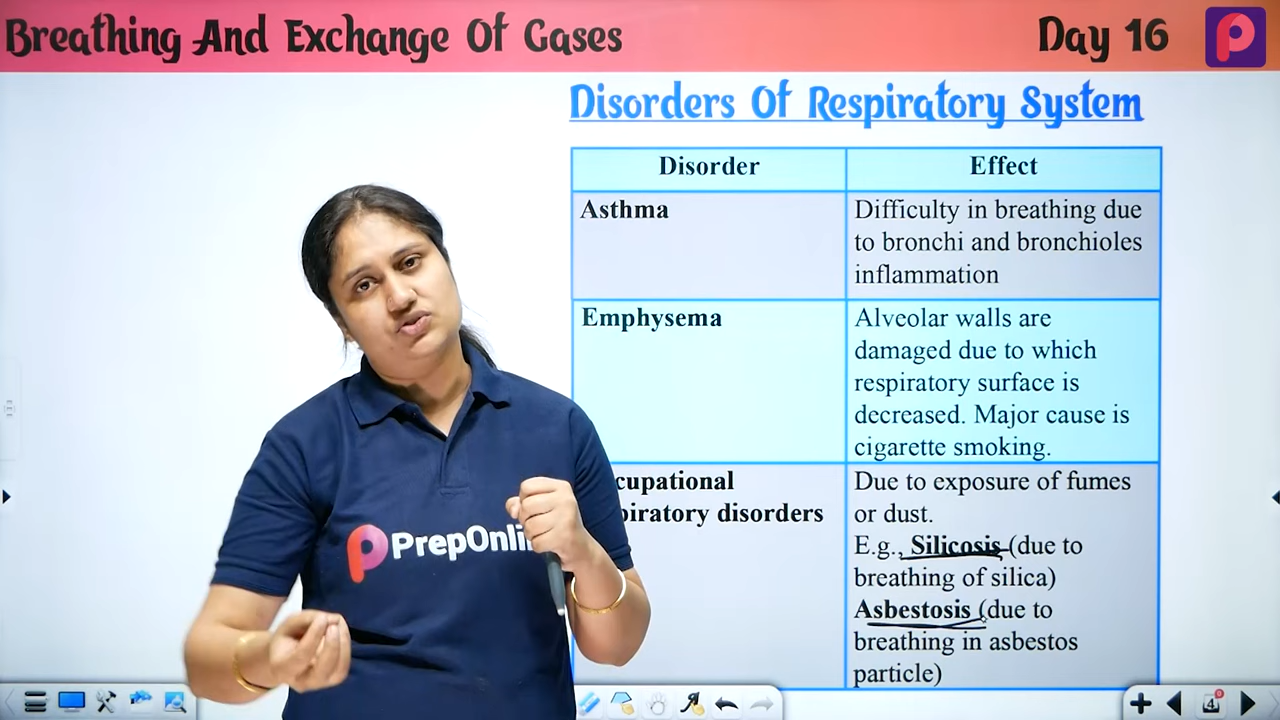 Breathing And Exchange Of Gases
Day 16
Disorders Of Respiratory System
Disorder
Effect
Asthma
Difficulty in breathing due
to bronchi and bronchioles
inflammation
Emphysema
Alveolar walls are
damaged due to which
respiratory surface is
decreased. Major cause is
cigarette smoking.
cupational
piratory disorders
Due to exposure of fumes
or dust.
E.g., Silicosis (due to
breathing of silica)
Asbestosis (due to
breathing in asbestos
particle)
PrepOnli
4